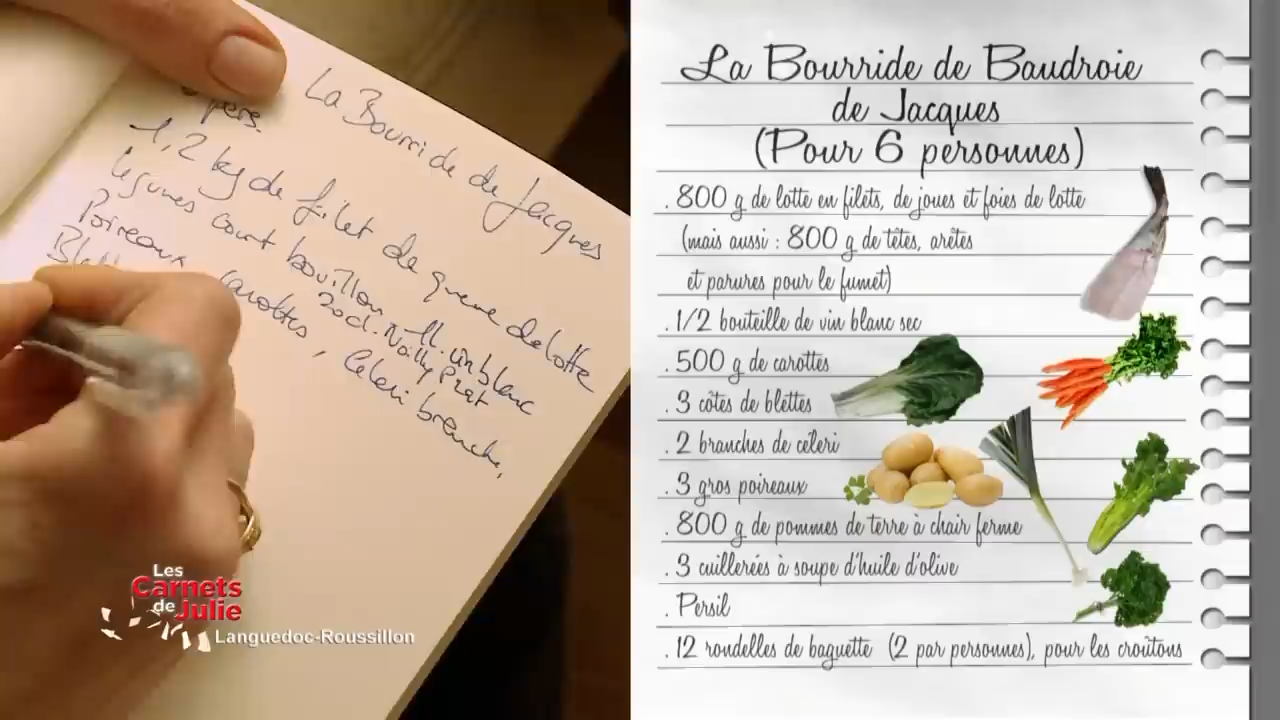 La Bourride de Jacques
pers.
1,2 kg de filet de queue de lotte
Légumes court bouillon, 1l. vin blanc
20cl. Noilly Prat
Poireaux, Carottes, Céleri branche,
Les
Carnets
de Julie
Languedoc-Roussillon
La Bourride de Baudroie
de Jacques
(Pour 6 personnes)
. 800 g de lotte en filets, de joues et foies de lotte
(mais aussi : 800 g de têtes, arêtes
et parures pour le fumet)
. 1/2 bouteille de vin blanc sec
. 500 g de carottes
. 3 côtes de blettes
. 2 branches de céleri
. 3 gros poireaux
. 800 g de pommes de terre à chair ferme
. 3 cuillereés à soupe d'huile d'olive
. Persil
. 12 rondelles de baguette (2 par personnes), pour les croûtons